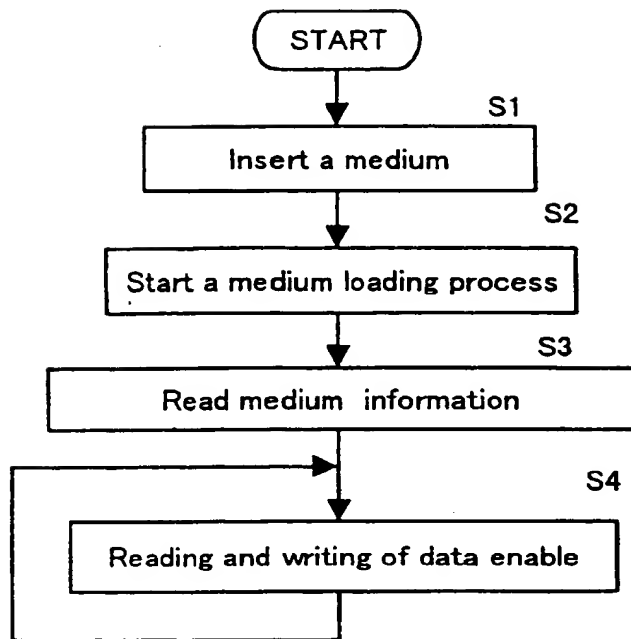 START
S1
Insert a medium
S2
Start a medium loading process
S3
Read medium information
S4
Reading and writing of data enable